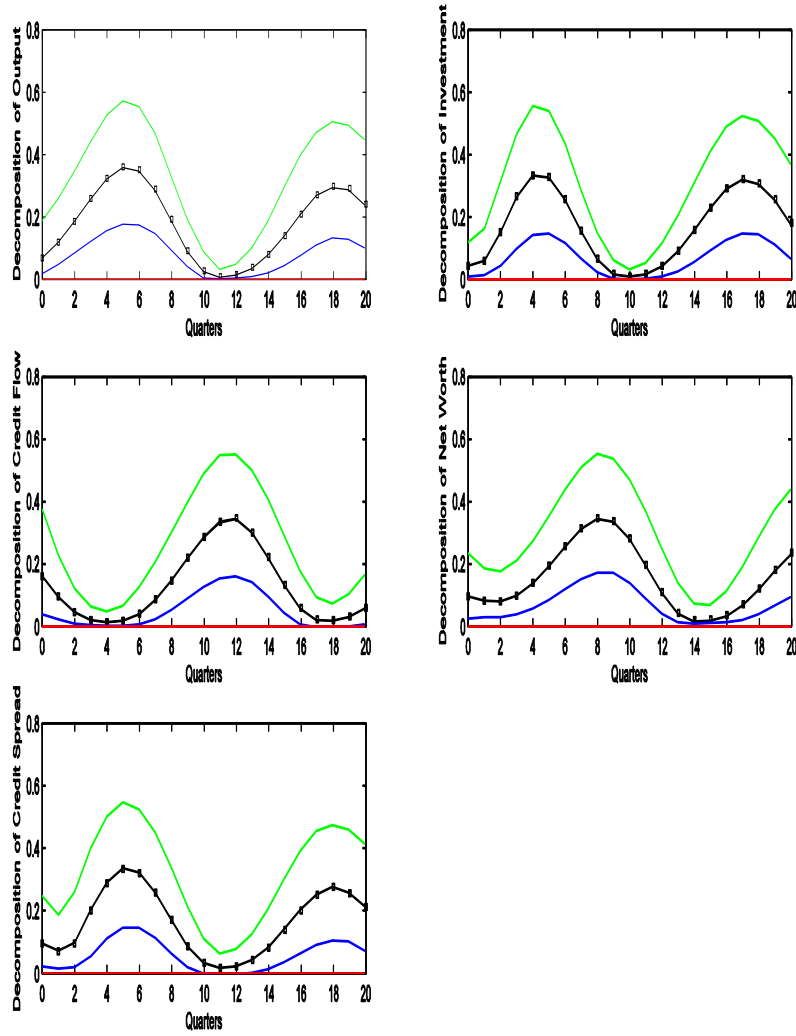 Decomposition of Output
0.8
0.6
0.4
0.2
0
0 2 4 6 8 10 12 14 16 18 20
Quarters
Decomposition of Investment
0.8
0.6
0.4
0.2
0
0 2 4 6 8 10 12 14 16 18 20
Quarters
Decomposition of Credit Flow
0.8
0.6
0.4
0.2
0
0 2 4 6 8 10 12 14 16 18 20
Quarters
Decomposition of Net Worth
0.8
0.6
0.4
0.2
0
0 2 4 6 8 10 12 14 16 18 20
Quarters
Decomposition of Credit Spread
0.8
0.6
0.4
0.2
0
0 2 4 6 8 10 12 14 16 18 20
Quarters